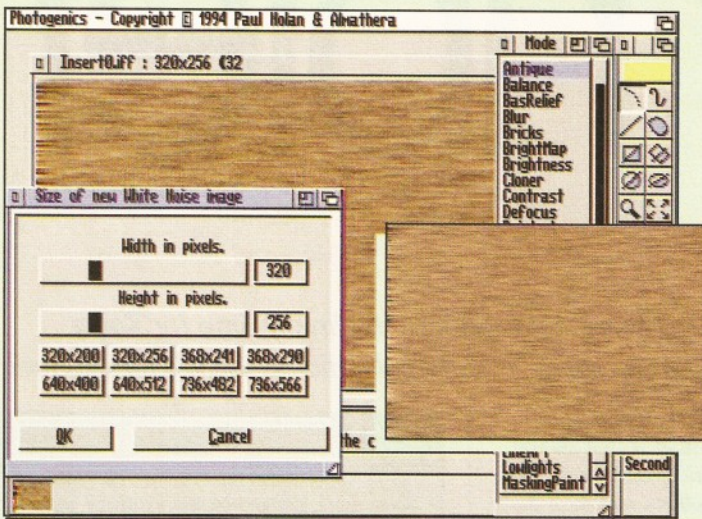 Photogenics - Copyright © 1994 Paul Nolan & Almathera
Insert0.iff : 320x256 (32
Mode
Antique
Balance
BasRelief
Blur
Bricks
BrightMap
Brightness
Cloner
Contrast
Defocus
Size of new White Noise image
Width in pixels.
320
Height in pixels.
256
320x200 320x256 368x241 368x290
640x400 640x512 736x482 736x566
OK Cancel
the c
LineArt
Lowlights
MaskingPaint
Second